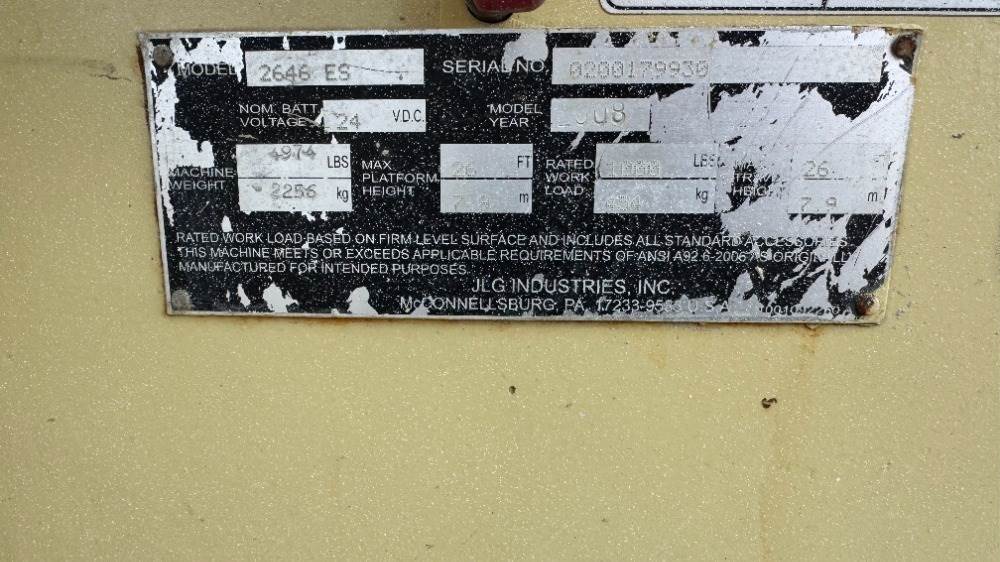 MODEL 2646 ES SERIAL NO. 0200179930
NOM. BATT. VOLTAGE 24 V.D.C. MODEL YEAR
MACHINE WEIGHT 4974 LBS 2256 kg MAX PLATFORM HEIGHT 26 FT m RATED WORK LOAD LBS kg 26 7.9 m
RATED WORK LOAD BASED ON FIRM LEVEL SURFACE AND INCLUDES ALL STANDARD ACCESSORIES.
THIS MACHINE MEETS OR EXCEEDS APPLICABLE REQUIREMENTS OF ANSI A92.6-2006 AS ORIGINALLY
MANUFACTURED FOR INTENDED PURPOSES.
JLG INDUSTRIES, INC.
McCONNELLSBURG, PA. U.S.A.